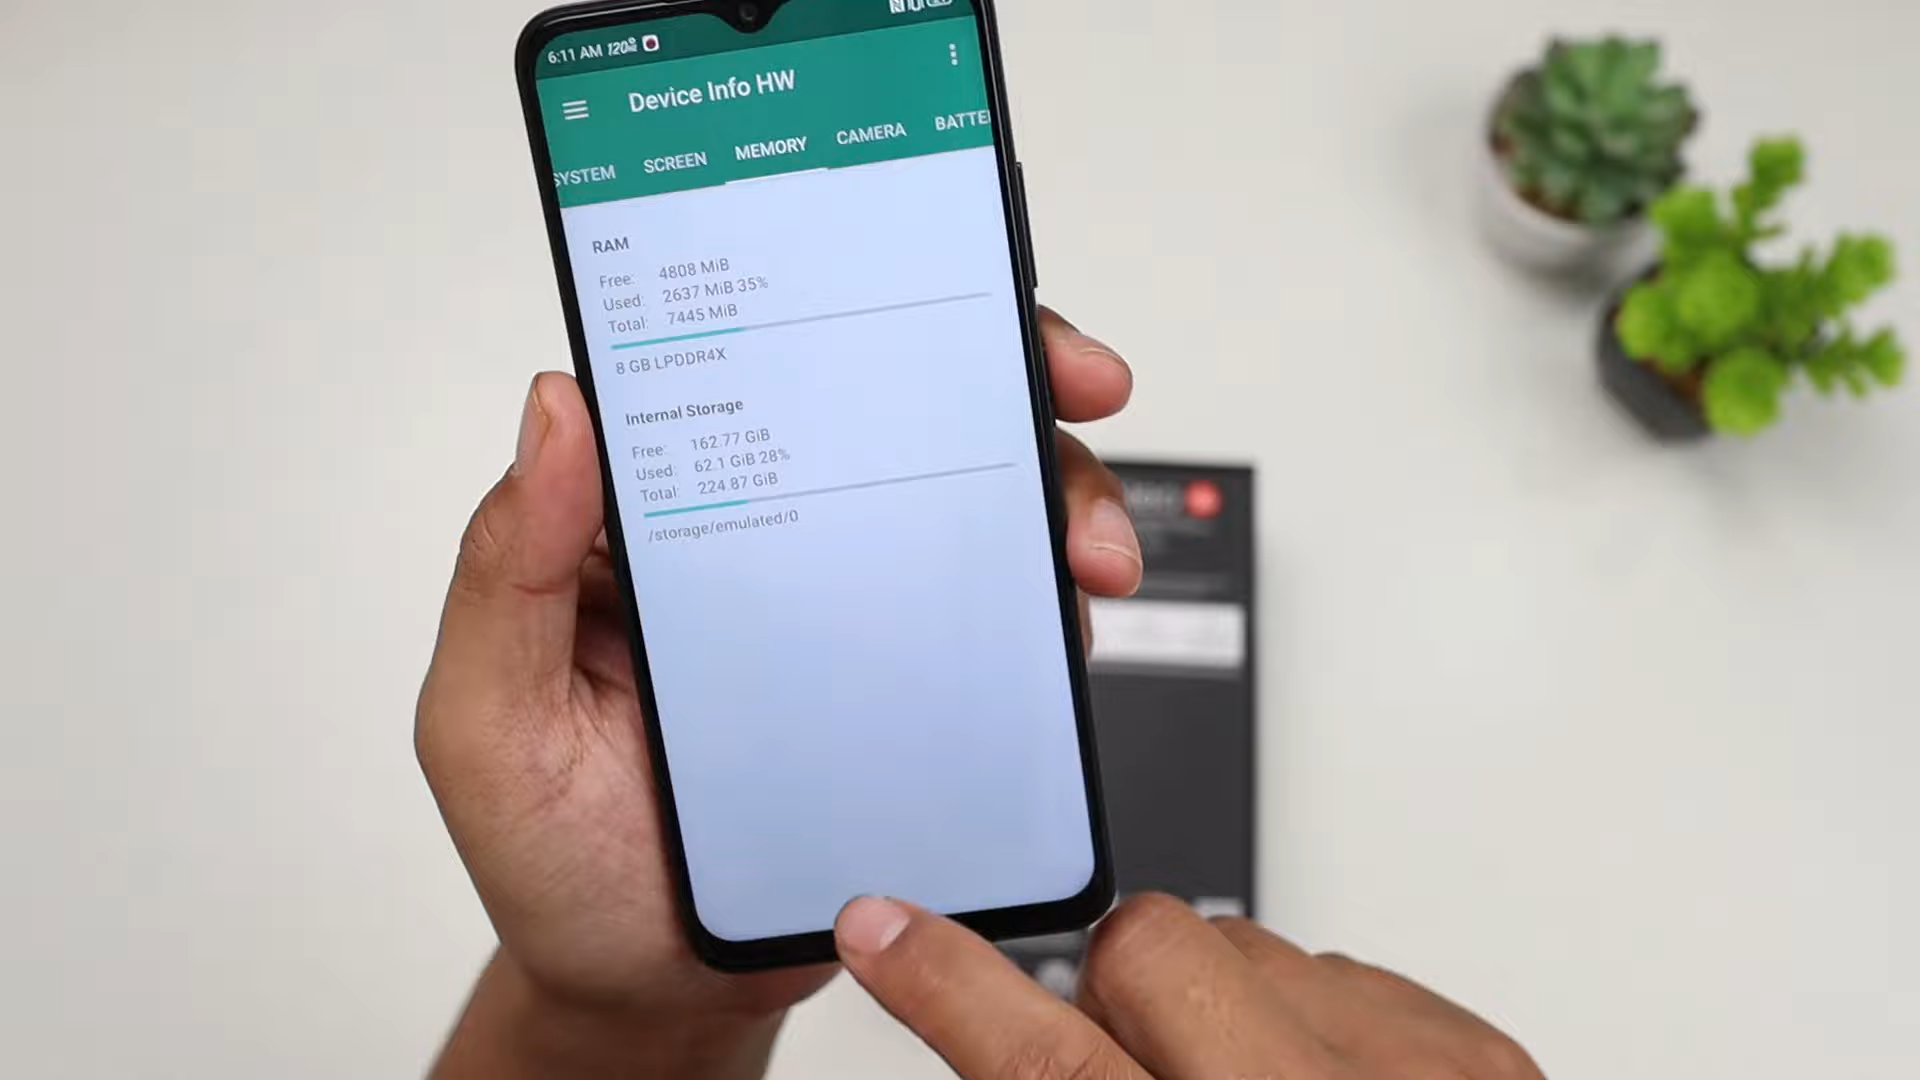 6:11 AM 120Hz
Device Info HW
SYSTEM SCREEN MEMORY CAMERA BATTE
RAM
Free: 4808 MiB
Used: 2637 MiB 35%
Total: 7445 MiB
8 GB LPDDR4X
Internal Storage
Free: 162.77 GiB
Used: 62.1 GiB 28%
Total: 224.87 GiB
/storage/emulated/0